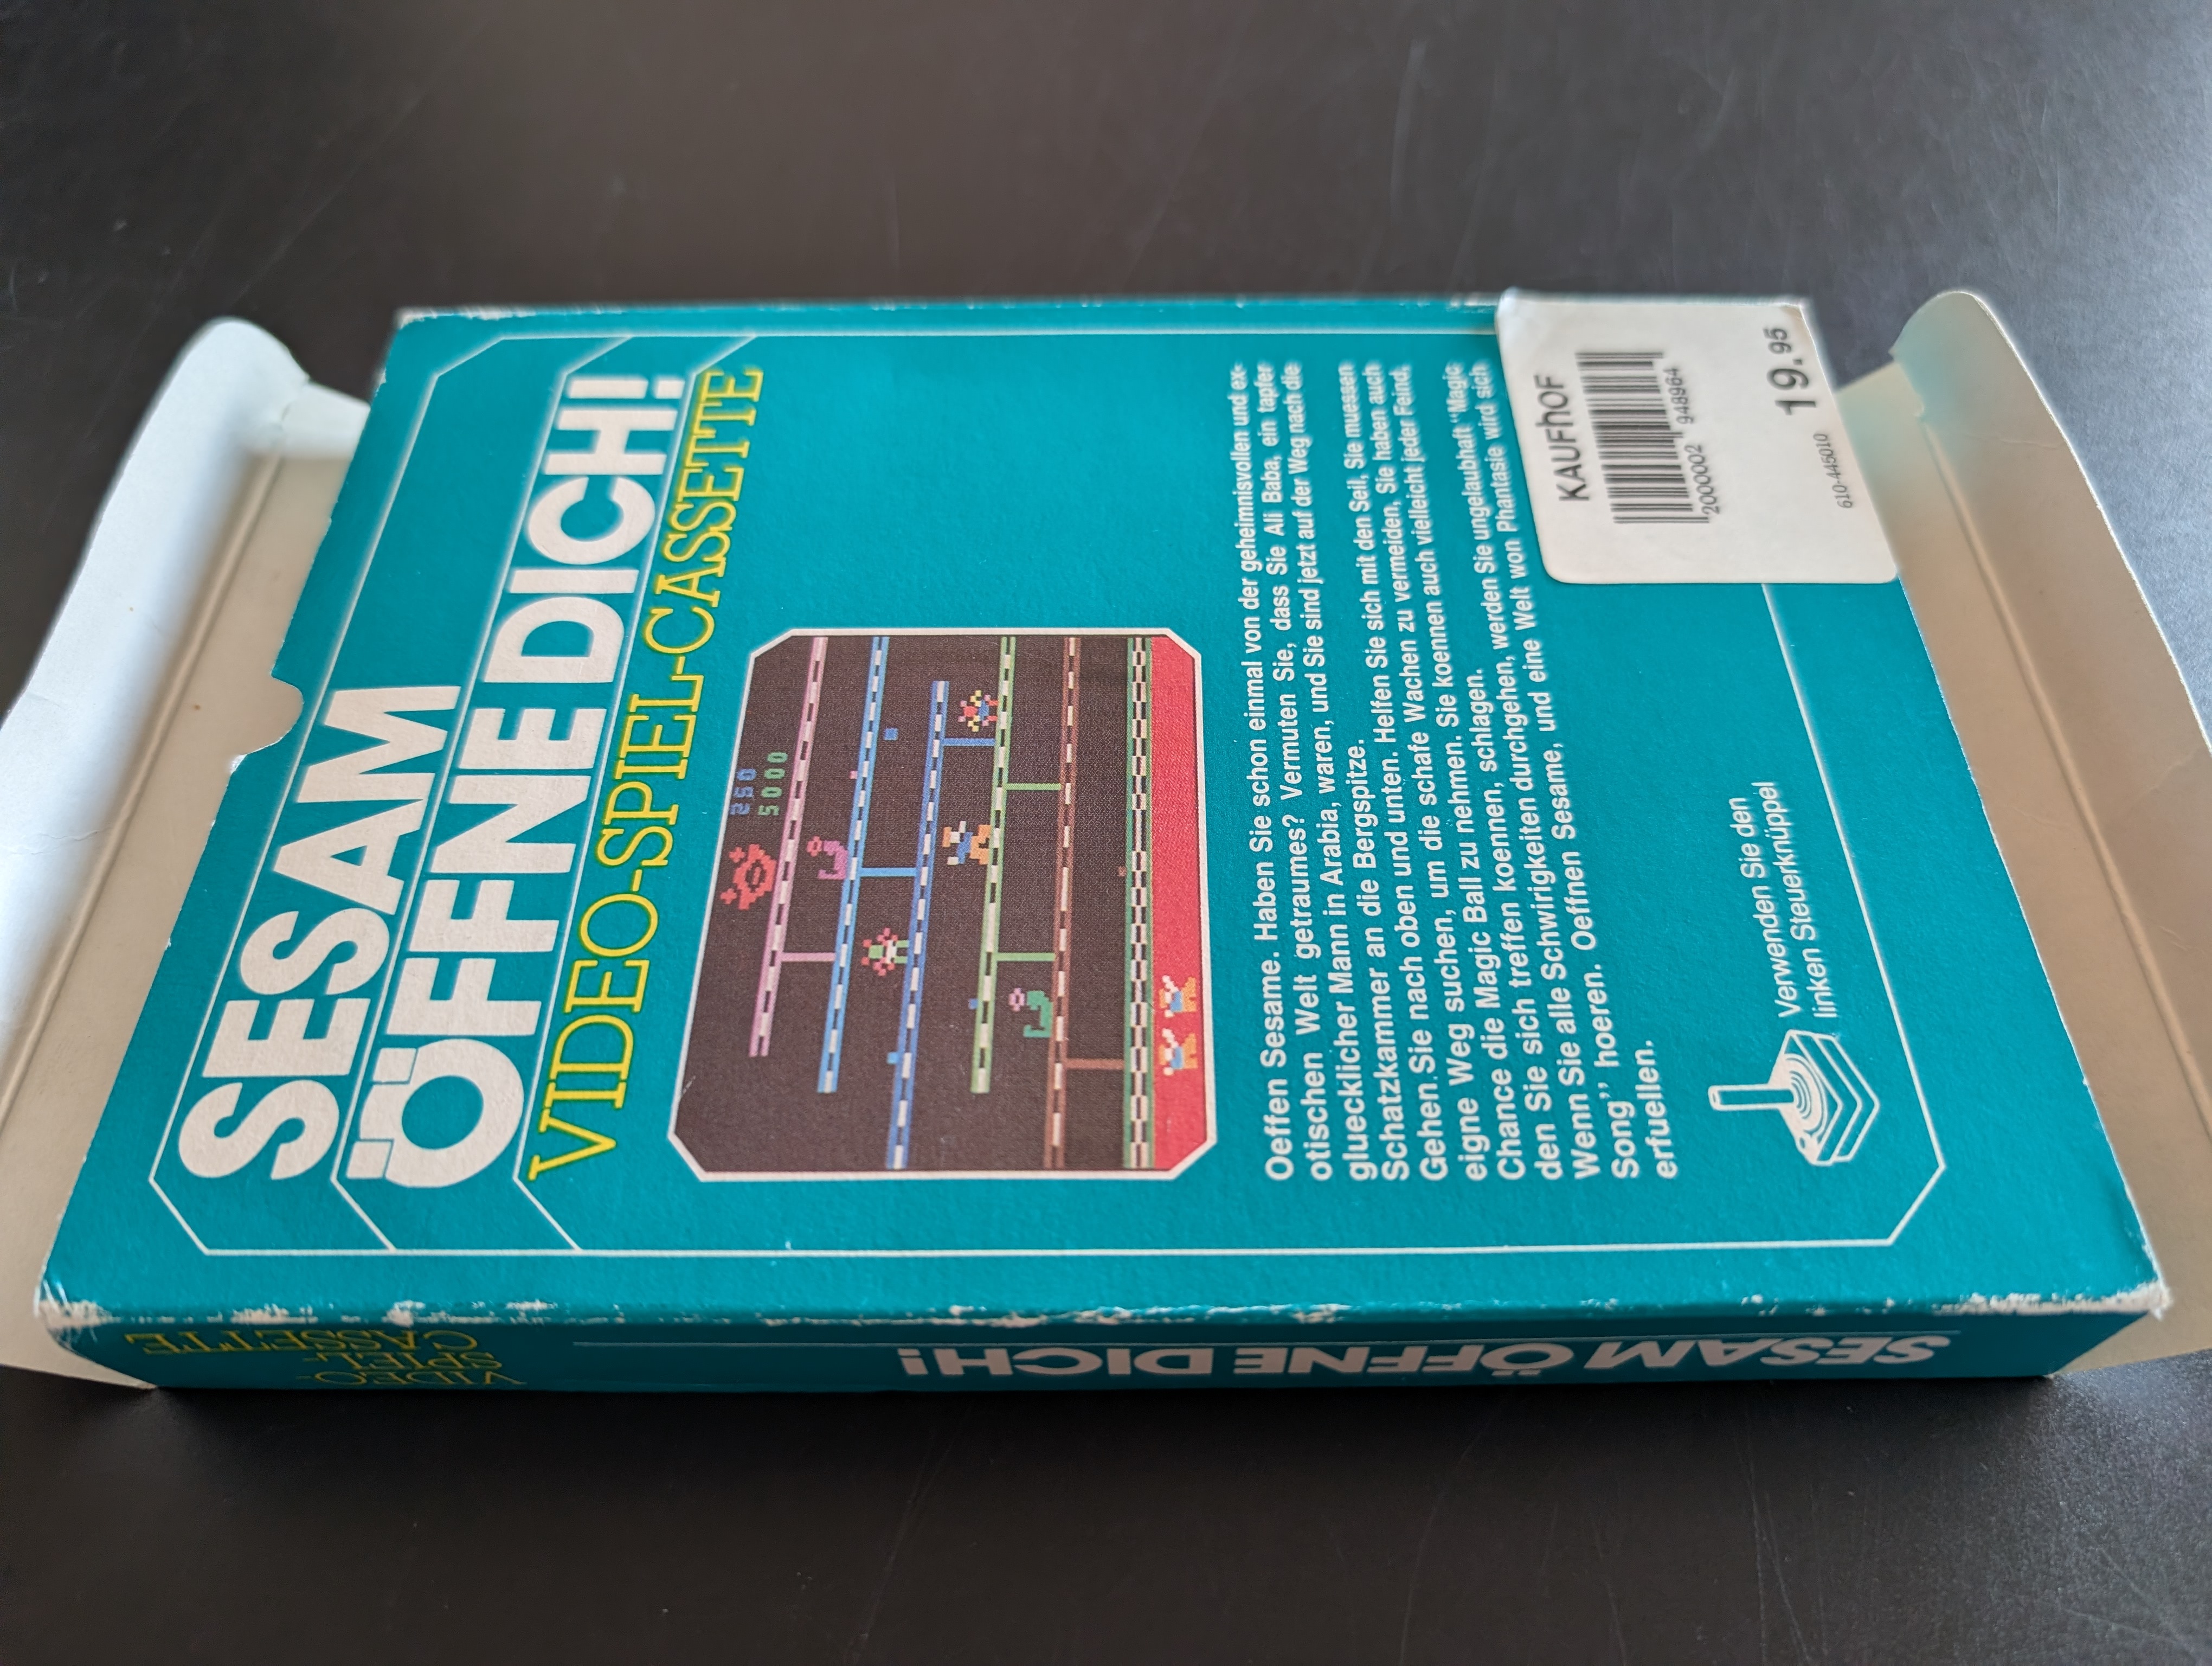 SESAM
ÖFFNE DICH!
VIDEO-SPIEL-CASSETTE
250
5000
Oeffen Sesame. Haben Sie schon einmal von der geheimisvollen und ex-
otischen Welt getraumes? Vermuten Sie, dass Sie Ali Baba, ein tapfer
gluecklicher Mann in Arabia, waren, und Sie sind jetzt auf der Weg nach die
Schatzkammer an die Bergspitze.
Gehen Sie nach oben und unten. Helfen Sie sich mit den Seil, Sie muessen
eigne Weg suchen, um die schafe Wachen zu vermeiden, Sie haben auch
Chance die Magic Ball zu nehmen. Sie koennen auch vielleicht jeder Feind,
den Sie sich treffen koennen, schlagen.
Wenn Sie alle Schwirigkeiten durchgehen, werden Sie ungelaubhaft "Magic
Song" hoeren. Oeffnen Sesame, und eine Welt won Phantasie wird sich
erfuellen.
Verwenden Sie den
linken Steuerknüppel
KAUFhOF
2000002 948964
19.95
610-445010
VIDEO-
SPIEL-
CASSETTE
SESAM ÖFFNE DICH!